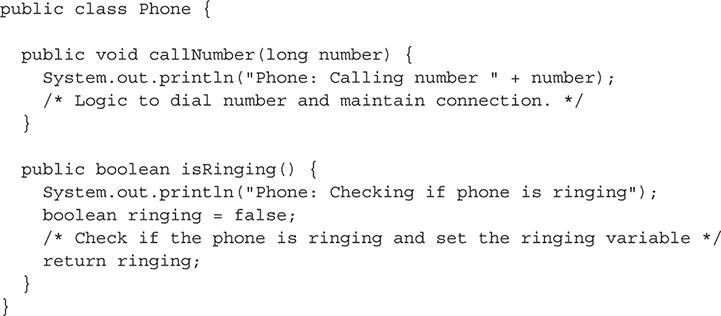 public class Phone {
  public void callNumber(long number) {
    System.out.println("Phone: Calling number " + number);
    /* Logic to dial number and maintain connection. */
  }
  public boolean isRinging() {
    System.out.println("Phone: Checking if phone is ringing");
    boolean ringing = false;
    /* Check if the phone is ringing and set the ringing variable */
    return ringing;
  }
}